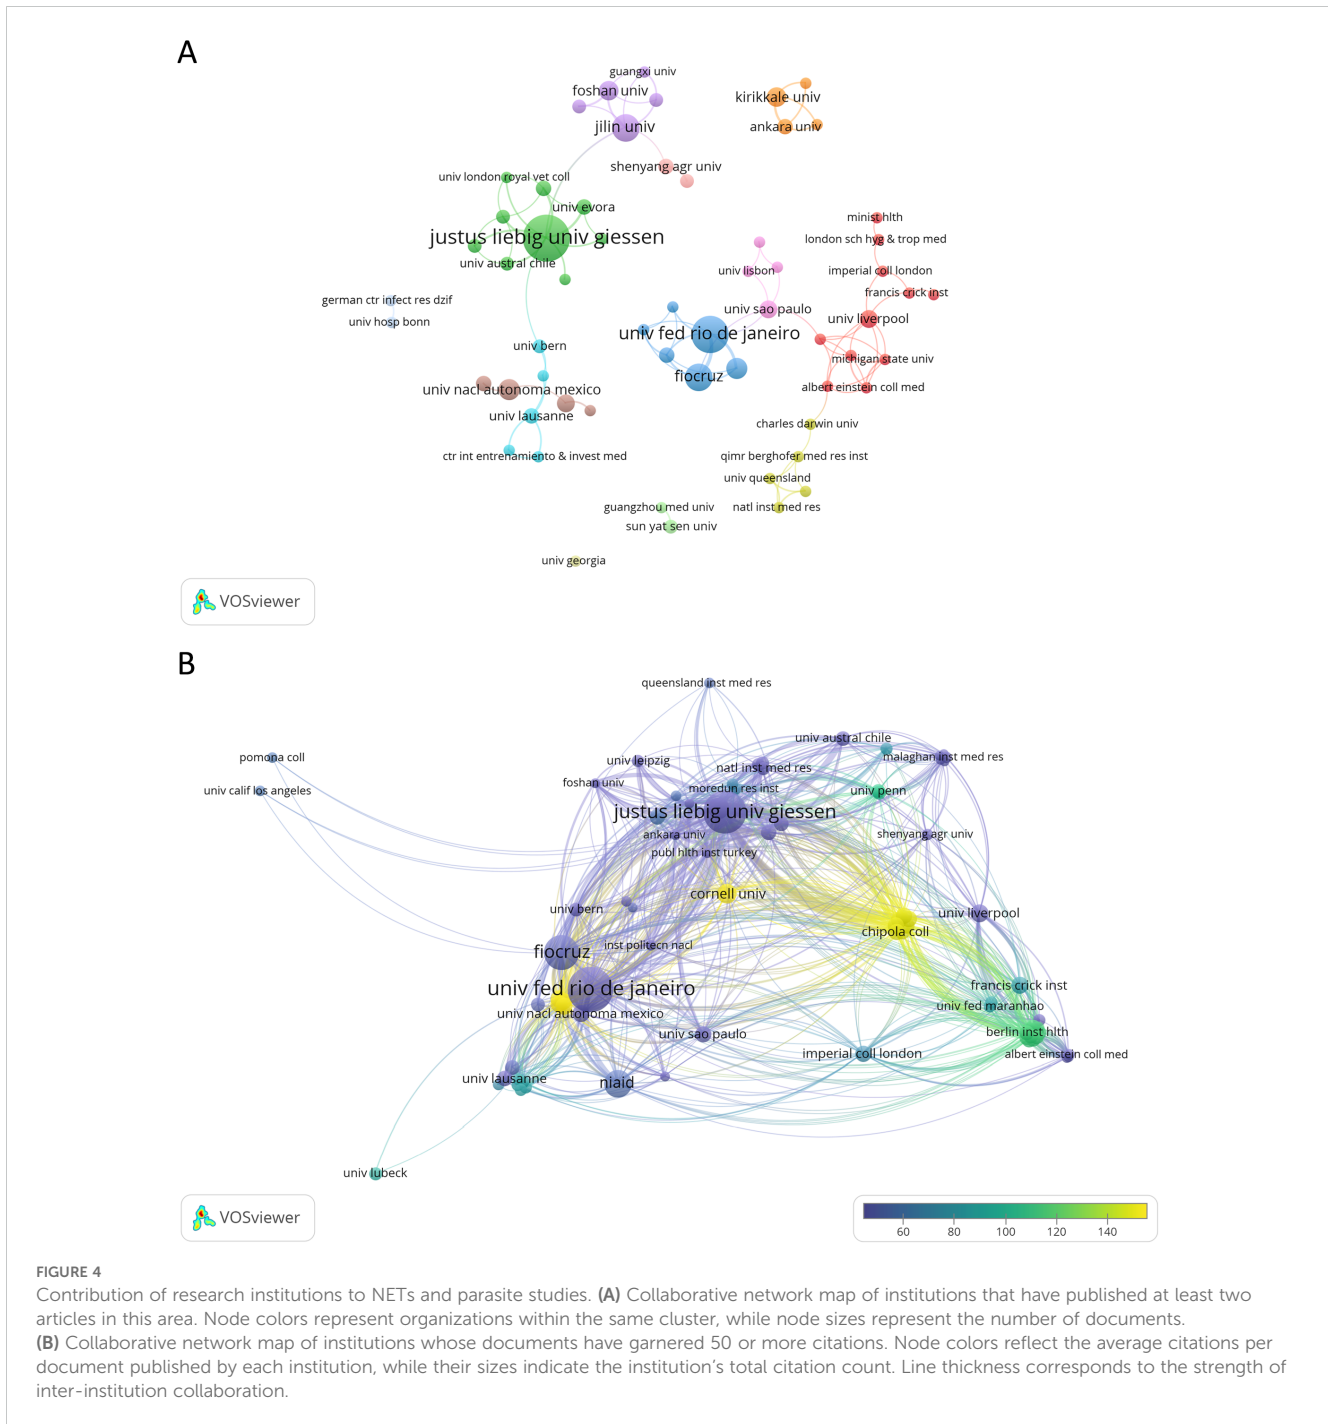 A
guangxi univ
foshan univ
kirikkale univ
jilin univ
ankara univ
shenyang agr univ
univ london royal vet coll
univ evora
minist hlth
justus liebig univ giessen
london sch hyg & trop med
univ austral chile
univ lisbon
imperial coll london
german ctr infect res dzif
francis crick inst
univ sao paulo
univ hosp bonn
univ liverpool
univ fed rio de janeiro
univ bern
michigan state univ
fiocruz
univ nacl autonoma mexico
albert einstein coll med
univ lausanne
charles darwin univ
ctr int entrenamiento & invest med
qimr berghofer med res inst
univ queensland
guangzhou med univ
natl inst med res
sun yat sen univ
univ georgia
VOSviewer
B
queensland inst med res
univ austral chile
pomona coll
malaghan inst med res
univ leipzig
natl inst med res
foshan univ
moredun res inst
univ calif los angeles
univ penn
justus liebig univ giessen
ankara univ
shenyang agr univ
publ hlth inst turkey
cornell univ
univ bern
univ liverpool
chipola coll
inst politecn nacl
fiocruz
francis crick inst
univ fed rio de janeiro
univ fed maranhao
univ nacl autonoma mexico
univ sao paulo
berlin inst hlth
imperial coll london
albert einstein coll med
univ lausanne
niaid
univ lubeck
VOSviewer
60 80 100 120 140
FIGURE 4
Contribution of research institutions to NETs and parasite studies. (A) Collaborative network map of institutions that have published at least two
articles in this area. Node colors represent organizations within the same cluster, while node sizes represent the number of documents.
(B) Collaborative network map of institutions whose documents have garnered 50 or more citations. Node colors reflect the average citations per
document published by each institution, while their sizes indicate the institution's total citation count. Line thickness corresponds to the strength of
inter-institution collaboration.